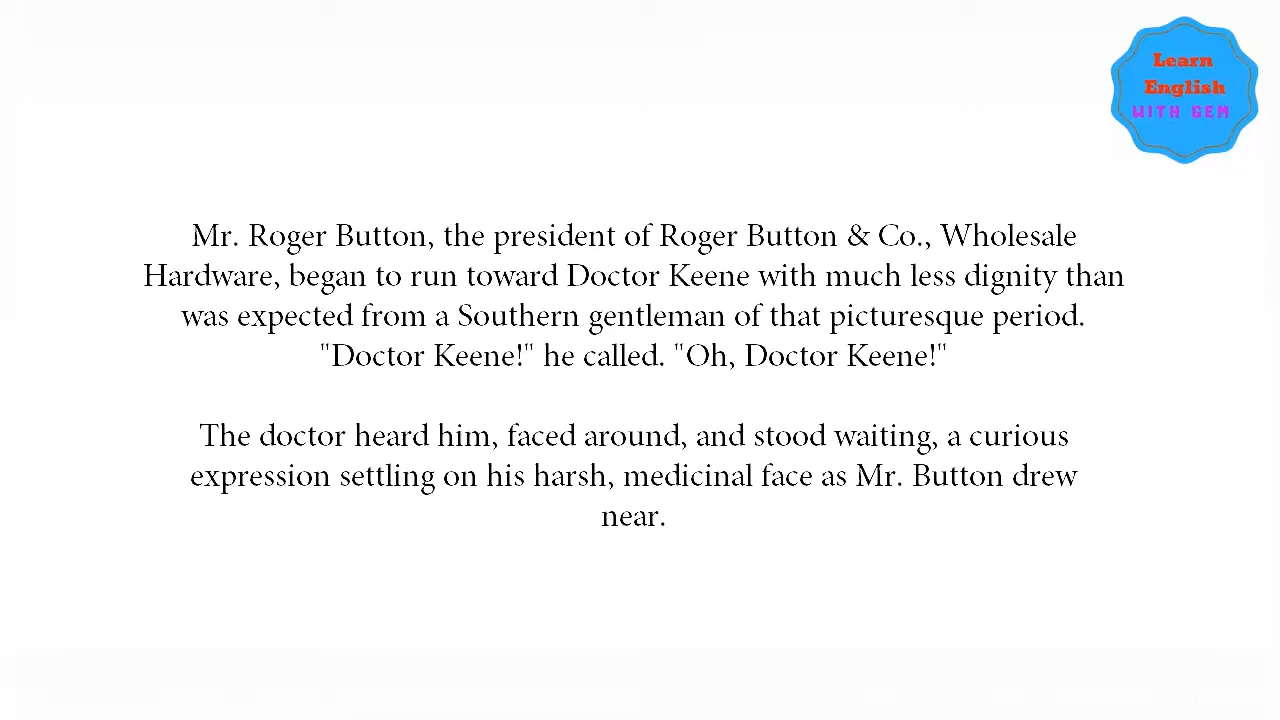 Learn
English
WITH GEM
Mr. Roger Button, the president of Roger Button & Co., Wholesale
Hardware, began to run toward Doctor Keene with much less dignity than
was expected from a Southern gentleman of that picturesque period.
"Doctor Keene!" he called. "Oh, Doctor Keene!"
The doctor heard him, faced around, and stood waiting, a curious
expression settling on his harsh, medicinal face as Mr. Button drew
near.